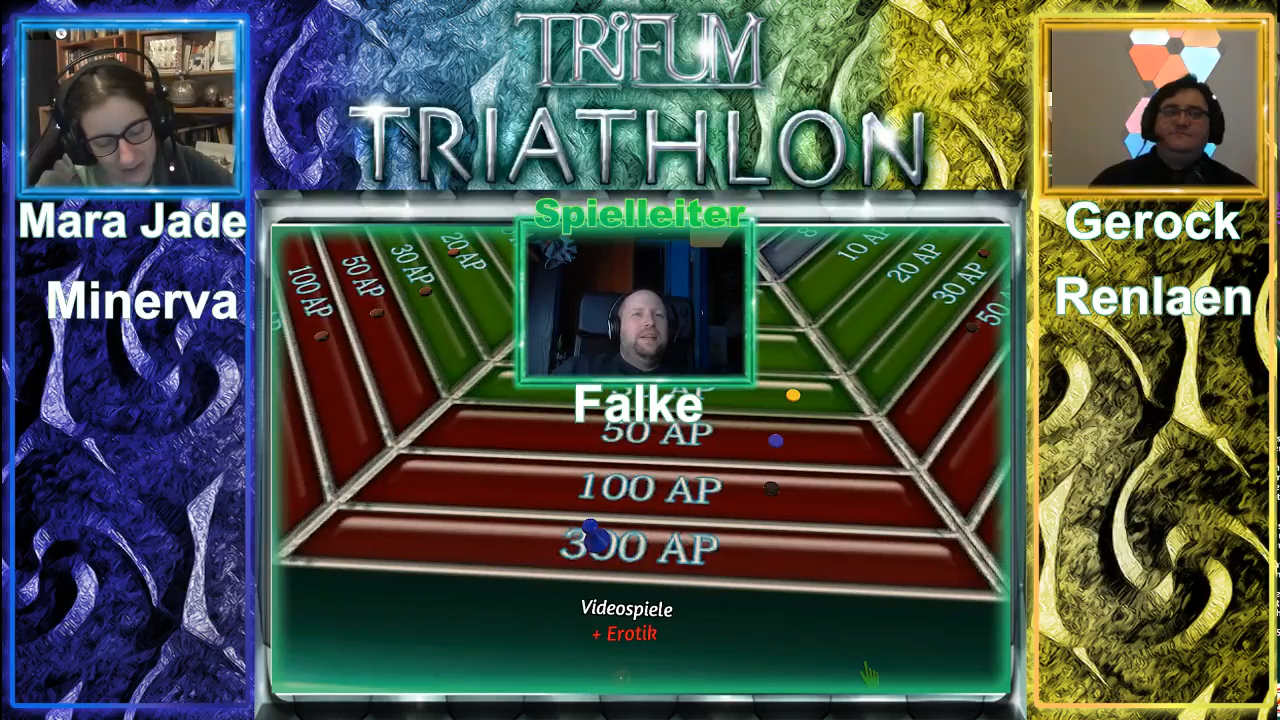 TRiFUM
TRIATHLON
Mara Jade
Minerva
Spielleiter
Falke
Gerock
Renlaen
100 AP
50 AP
30 AP
20 AP
10 AP
20 AP
30 AP
50
50 AP
100 AP
300 AP
Videospiele
+ Erotik